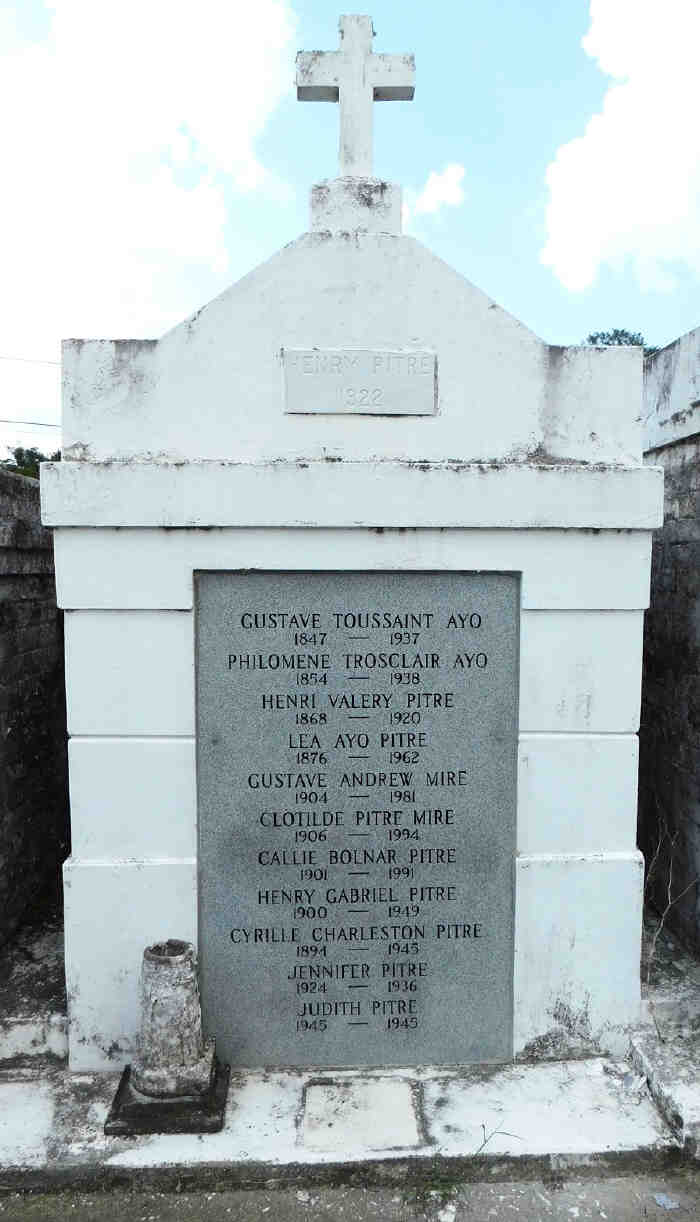 HENRY PITRE
1922
GUSTAVE TOUSSAINT AYO
1847 — 1937
PHILOMENE TROSCLAIR AYO
1854 — 1938
HENRI VALERY PITRE
1868 — 1920
LEA AYO PITRE
1876 — 1962
GUSTAVE ANDREW MIRE
1904 — 1981
CLOTILDE PITRE MIRE
1906 — 1994
CALLIE BOLNAR PITRE
1901 — 1991
HENRY GABRIEL PITRE
1900 — 1949
CYRILLE CHARLESTON PITRE
1894 — 1945
JENNIFER PITRE
1924 — 1936
JUDITH PITRE
1945 — 1945